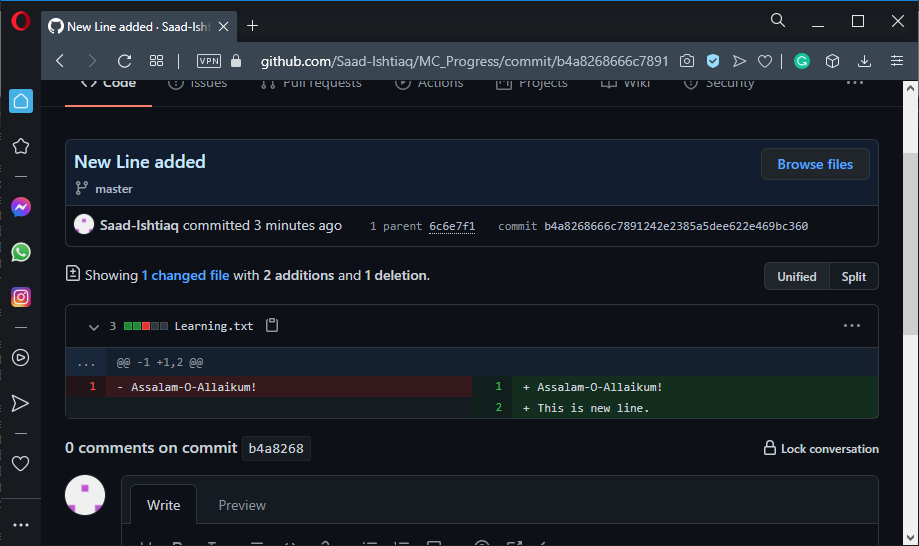 New Line added · Saad-Isht
VPN
github.com/Saad-Ishtiaq/MC_Progress/commit/b4a8268666c7891
Code Issues Pull requests Actions Projects Wiki Security
New Line added
Browse files
master
Saad-Ishtiaq committed 3 minutes ago 1 parent 6c6e7f1 commit b4a8268666c7891242e2385a5dee622e469bc360
Showing 1 changed file with 2 additions and 1 deletion.
Unified Split
3 Learning.txt
... @@ -1 +1,2 @@
1 - Assalam-O-Allaikum! 1 + Assalam-O-Allaikum!
2 + This is new line.
0 comments on commit b4a8268
Lock conversation
Write Preview